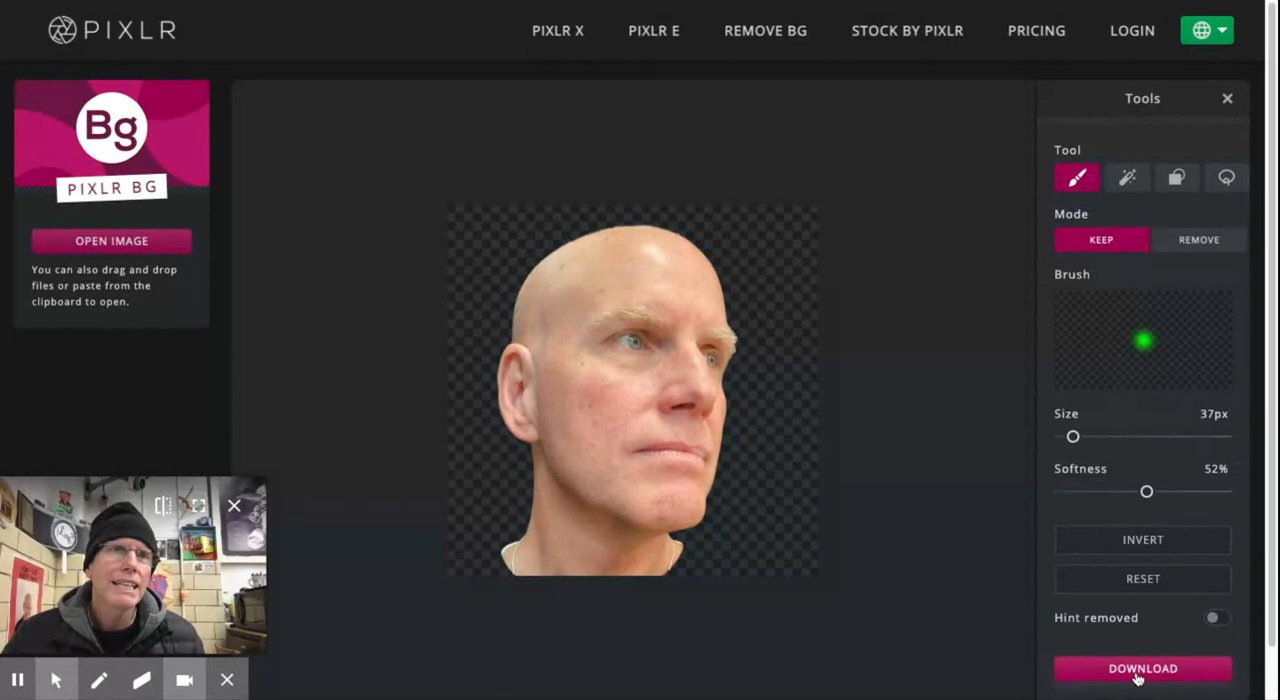 PIXLR
PIXLR X
PIXLR E
REMOVE BG
STOCK BY PIXLR
PRICING
LOGIN
Bg
PIXLR BG
OPEN IMAGE
You can also drag and drop
files or paste from the
clipboard to open.
Tools
Tool
Mode
KEEP
REMOVE
Brush
Size
37px
Softness
52%
INVERT
RESET
Hint removed
DOWNLOAD